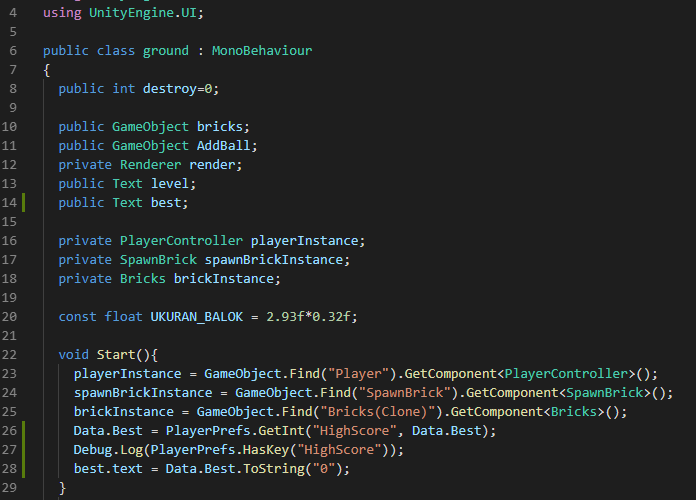 4 using UnityEngine.UI;
5
6 public class ground : MonoBehaviour
7 {
8 public int destroy=0;
9
10 public GameObject bricks;
11 public GameObject AddBall;
12 private Renderer render;
13 public Text level;
14 public Text best;
15
16 private PlayerController playerInstance;
17 private SpawnBrick spawnBrickInstance;
18 private Bricks brickInstance;
19
20 const float UKURAN_BALOK = 2.93f*0.32f;
21
22 void Start(){
23 playerInstance = GameObject.Find("Player").GetComponent<PlayerController>();
24 spawnBrickInstance = GameObject.Find("SpawnBrick").GetComponent<SpawnBrick>();
25 brickInstance = GameObject.Find("Bricks(Clone)").GetComponent<Bricks>();
26 Data.Best = PlayerPrefs.GetInt("HighScore", Data.Best);
27 Debug.Log(PlayerPrefs.HasKey("HighScore"));
28 best.text = Data.Best.ToString("0");
29 }